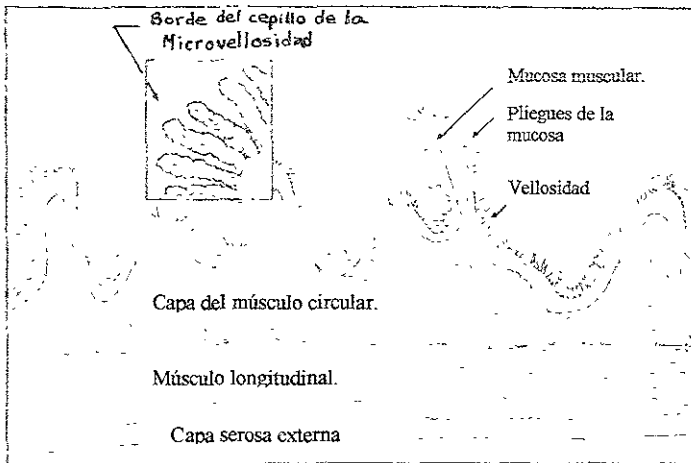 Borde del cepillo de la
Microvellosidad
Mucosa muscular.
Pliegues de la
mucosa
Vellosidad
Capa del músculo circular.
Músculo longitudinal.
Capa serosa externa